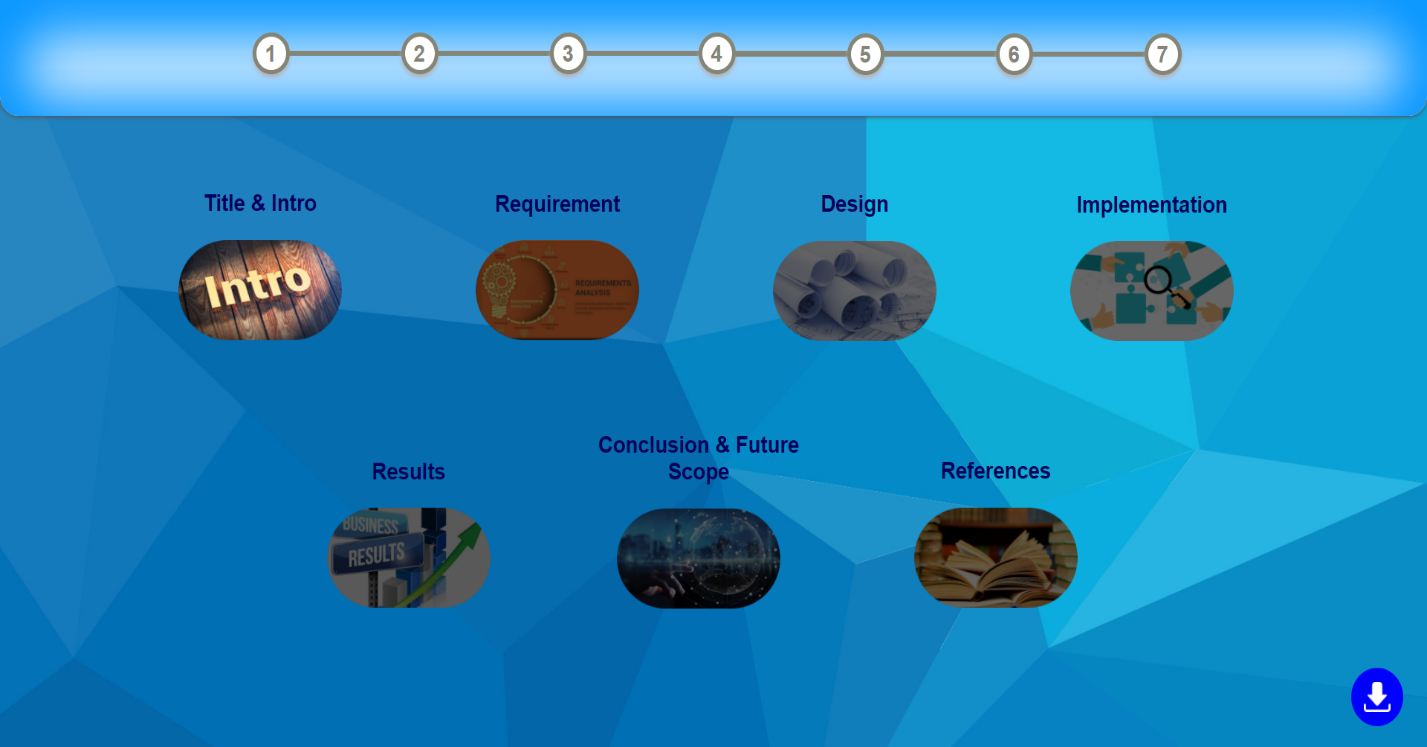 1 2 3 4 5 6 7
Title & Intro
Requirement
Design
Implementation
Intro
REQUIREMENTS
ANALYSIS
Results
Conclusion & Future
Scope
References
BUSINESS
RESULTS